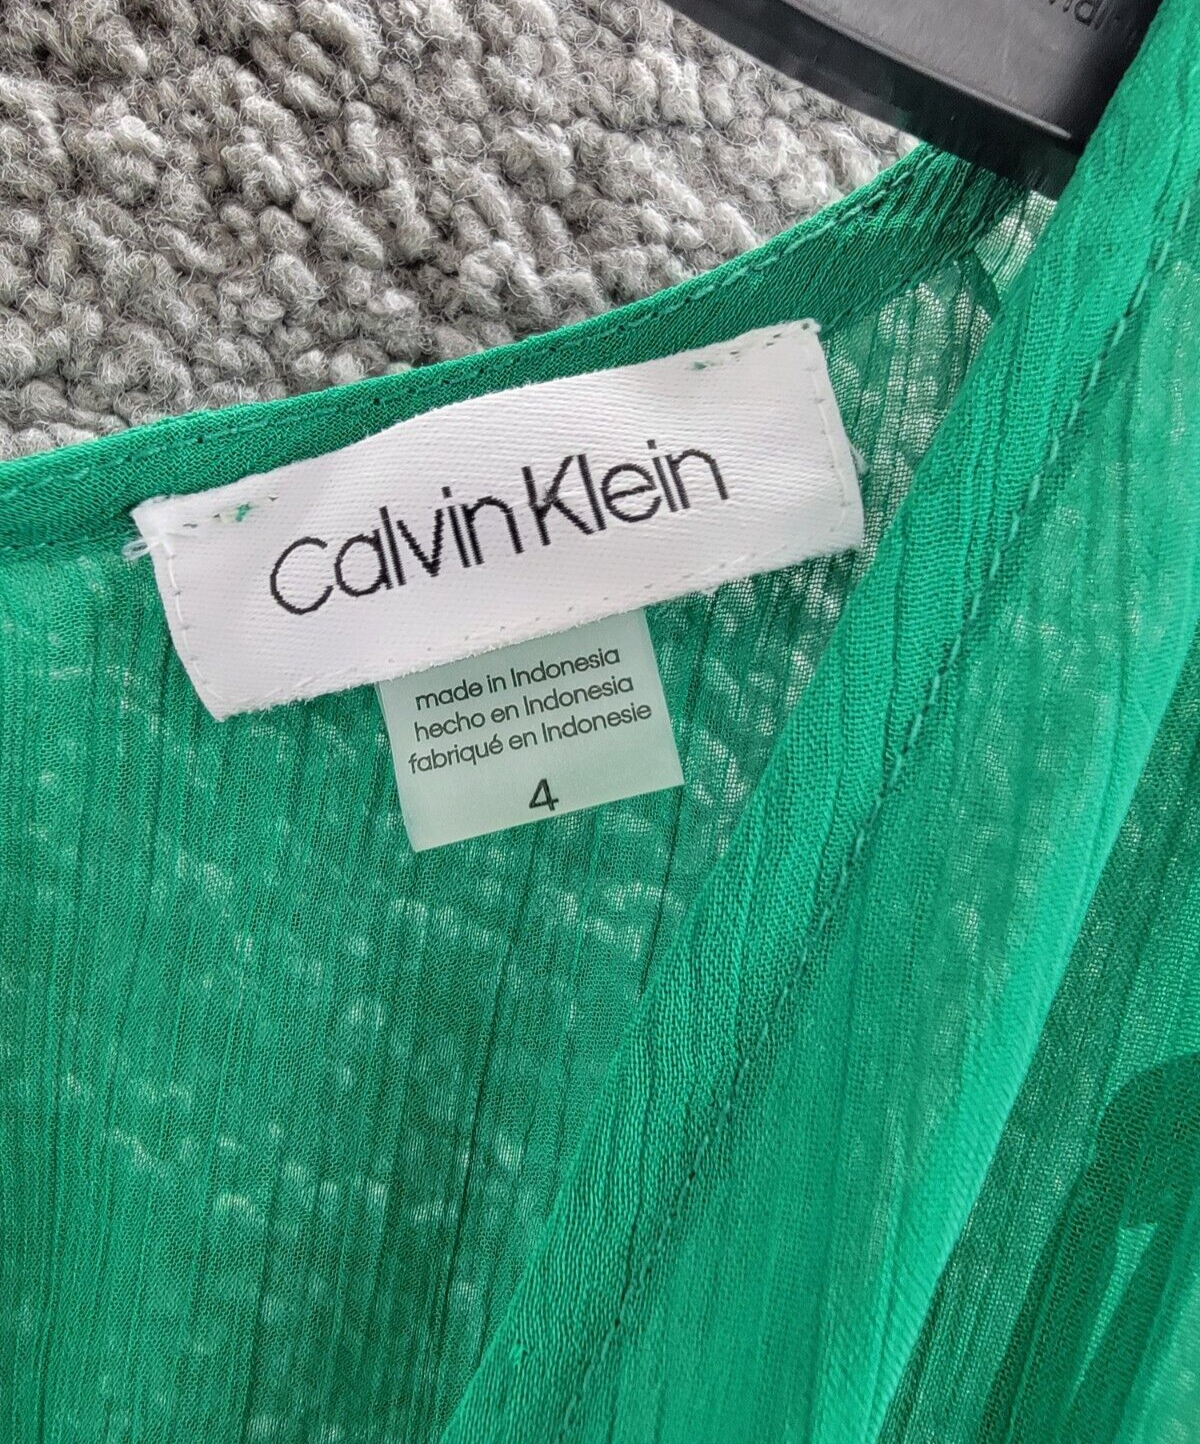 Calvin Klein
made in Indonesia
hecho en Indonesia
fabriqué en Indonesie
4